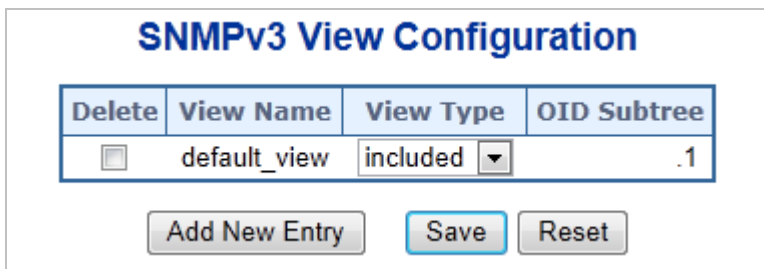 SNMPv3 View Configuration
Delete View Name View Type OID Subtree
default_view included .1
Add New Entry Save Reset